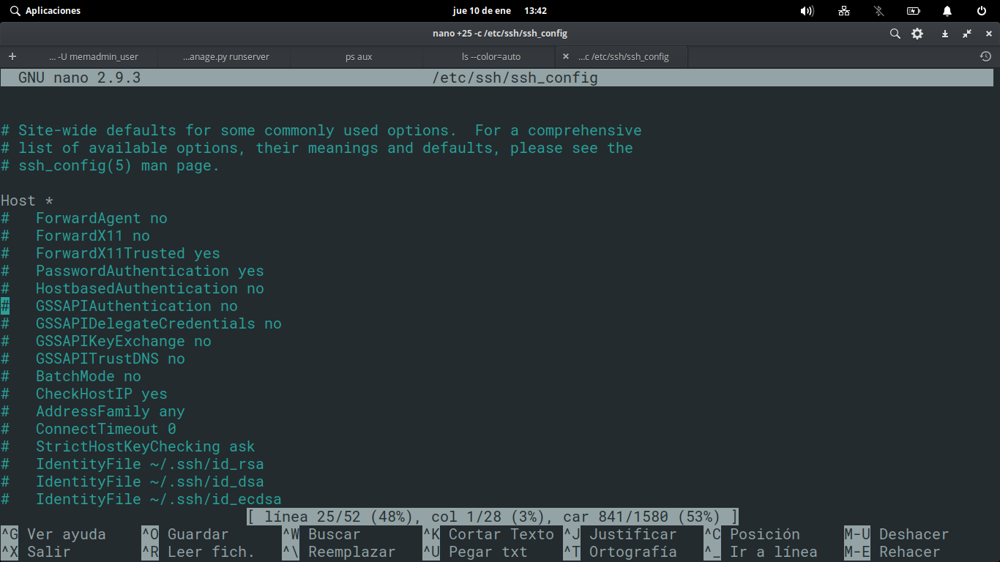 Aplicaciones jue 10 de ene 13:42
nano +25 -c /etc/ssh/ssh_config
+ ... -U memadmin_user ...anage.py runserver ps aux ls --color=auto × ...c /etc/ssh/ssh_config
GNU nano 2.9.3 /etc/ssh/ssh_config
# Site-wide defaults for some commonly used options.  For a comprehensive
# list of available options, their meanings and defaults, please see the
# ssh_config(5) man page.
Host *
#   ForwardAgent no
#   ForwardX11 no
#   ForwardX11Trusted yes
#   PasswordAuthentication yes
#   HostbasedAuthentication no
#   GSSAPIAuthentication no
#   GSSAPIDelegateCredentials no
#   GSSAPIKeyExchange no
#   GSSAPITrustDNS no
#   BatchMode no
#   CheckHostIP yes
#   AddressFamily any
#   ConnectTimeout 0
#   StrictHostKeyChecking ask
#   IdentityFile ~/.ssh/id_rsa
#   IdentityFile ~/.ssh/id_dsa
#   IdentityFile ~/.ssh/id_ecdsa
[ línea 25/52 (48%), col 1/28 (3%), car 841/1580 (53%) ]
^G Ver ayuda ^O Guardar ^W Buscar ^K Cortar Texto ^J Justificar ^C Posición M-U Deshacer
^X Salir ^R Leer fich. ^\ Reemplazar ^U Pegar txt ^T Ortografía ^_ Ir a línea M-E Rehacer